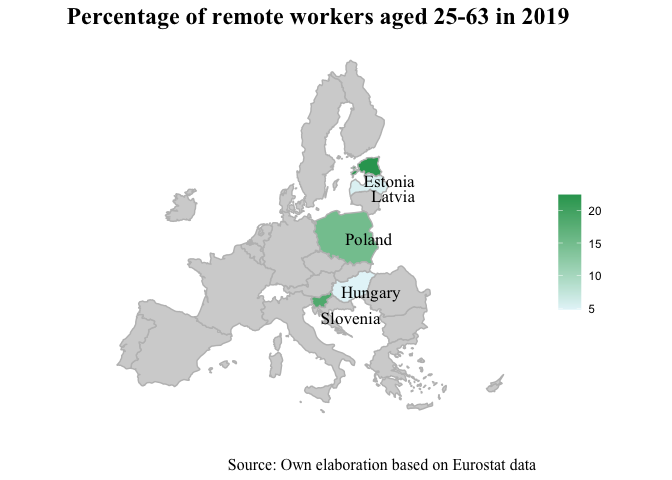 Percentage of remote workers aged 25-63 in 2019
Estonia
Latvia
20
15
Poland
10
Hungary
5
Slovenia
Source: Own elaboration based on Eurostat data